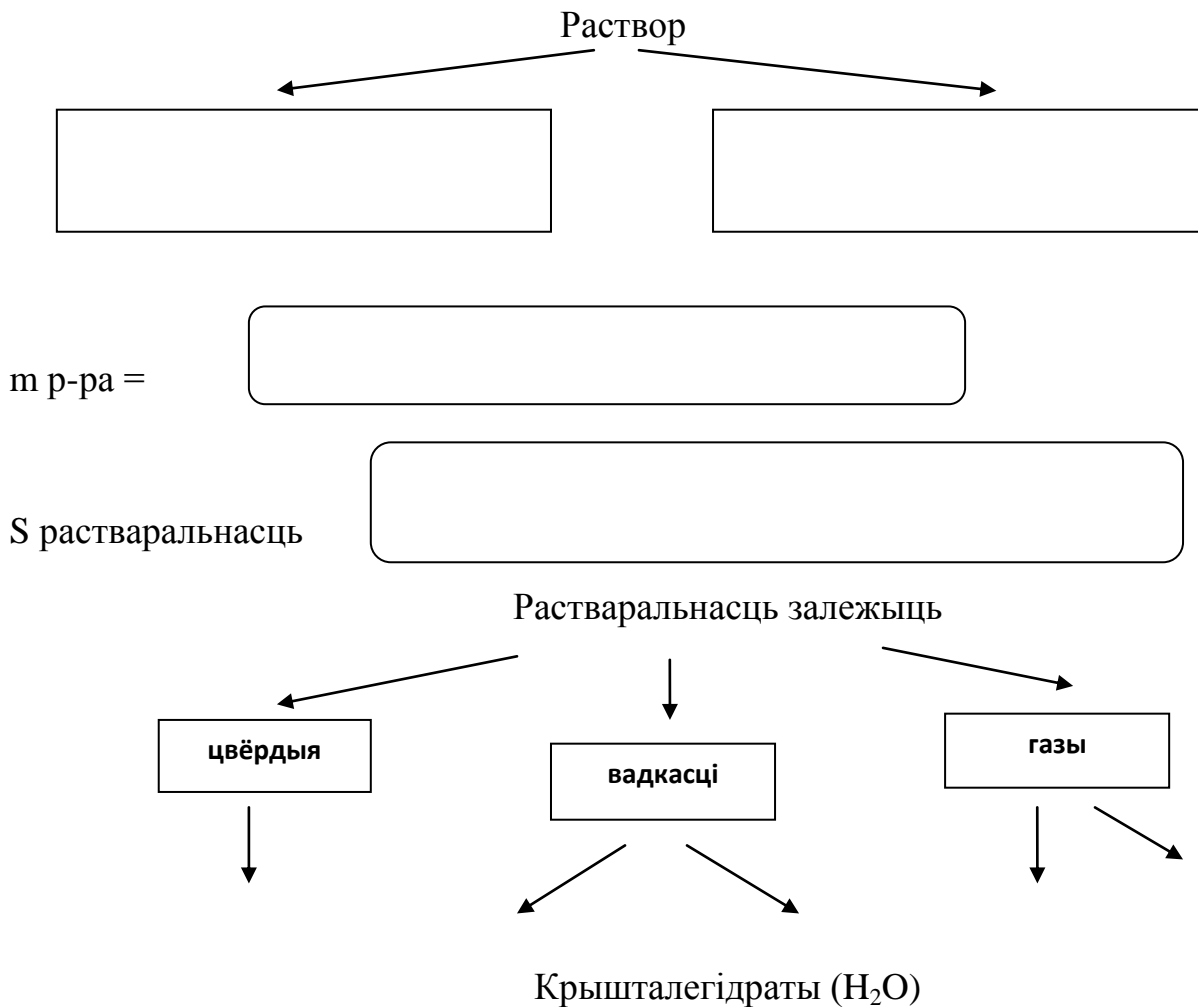 Раствор
m р-ра =
S растваральнасць
Растваральнасць залежыць
цвёрдыя
вадкасці
газы
Крышталегідраты (H₂O)